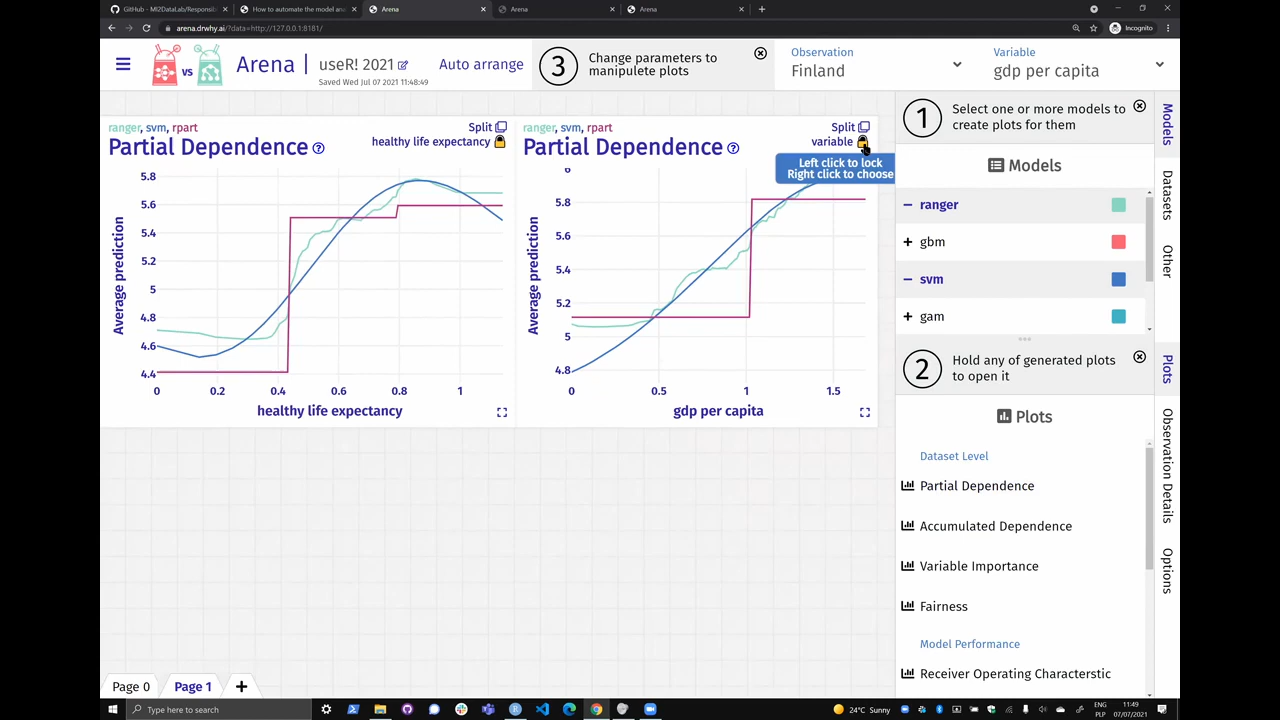 GitHub - MI2DataLab/Responsib
How to automate the model ana
Arena
Arena
Arena
arena.drwhy.ai/?data=http://127.0.0.1:8181/
Incognito
vs
Arena
useR! 2021
Saved Wed Jul 07 2021 11:48:49
Auto arrange
3
Change parameters to
manipulete plots
Observation
Finland
Variable
gdp per capita
ranger, svm, rpart
Split
Partial Dependence
healthy life expectancy
Average prediction
5.8
5.6
5.4
5.2
5
4.8
4.6
4.4
0
0.2
0.4
0.6
0.8
1
healthy life expectancy
ranger, svm, rpart
Split
Partial Dependence
variable
Left click to lock
Right click to choose
Average prediction
6
5.8
5.6
5.4
5.2
5
4.8
0
0.5
1
1.5
gdp per capita
1
Select one or more models to
create plots for them
Models
ranger
gbm
svm
gam
2
Hold any of generated plots
to open it
Plots
Dataset Level
Partial Dependence
Accumulated Dependence
Variable Importance
Fairness
Model Performance
Receiver Operating Characterstic
Models
Datasets
Other
Plots
Observation Details
Options
Page 0
Page 1
Type here to search
24°C Sunny
ENG
PLP
11:49
07/07/2021